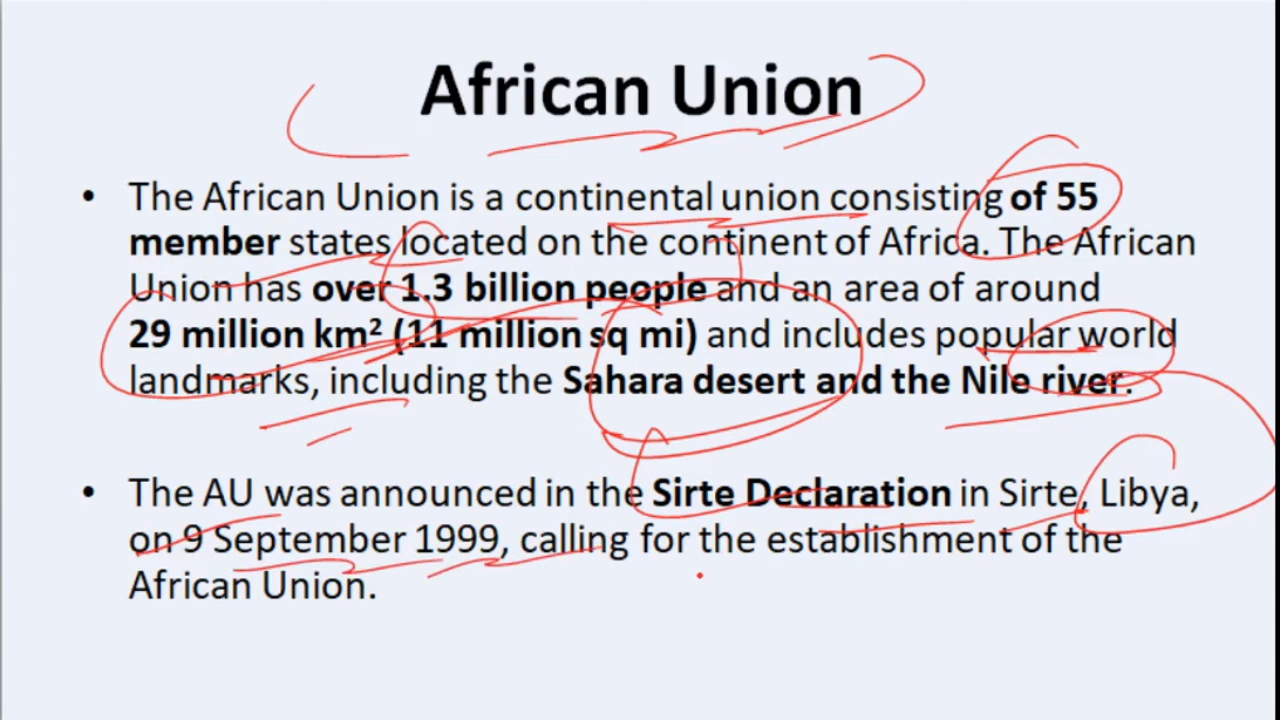 African Union
• The African Union is a continental union consisting of 55
member states located on the continent of Africa. The African
Union has over 1.3 billion people and an area of around
29 million km² (11 million sq mi) and includes popular world
landmarks, including the Sahara desert and the Nile river.
• The AU was announced in the Sirte Declaration in Sirte, Libya,
on 9 September 1999, calling for the establishment of the
African Union.